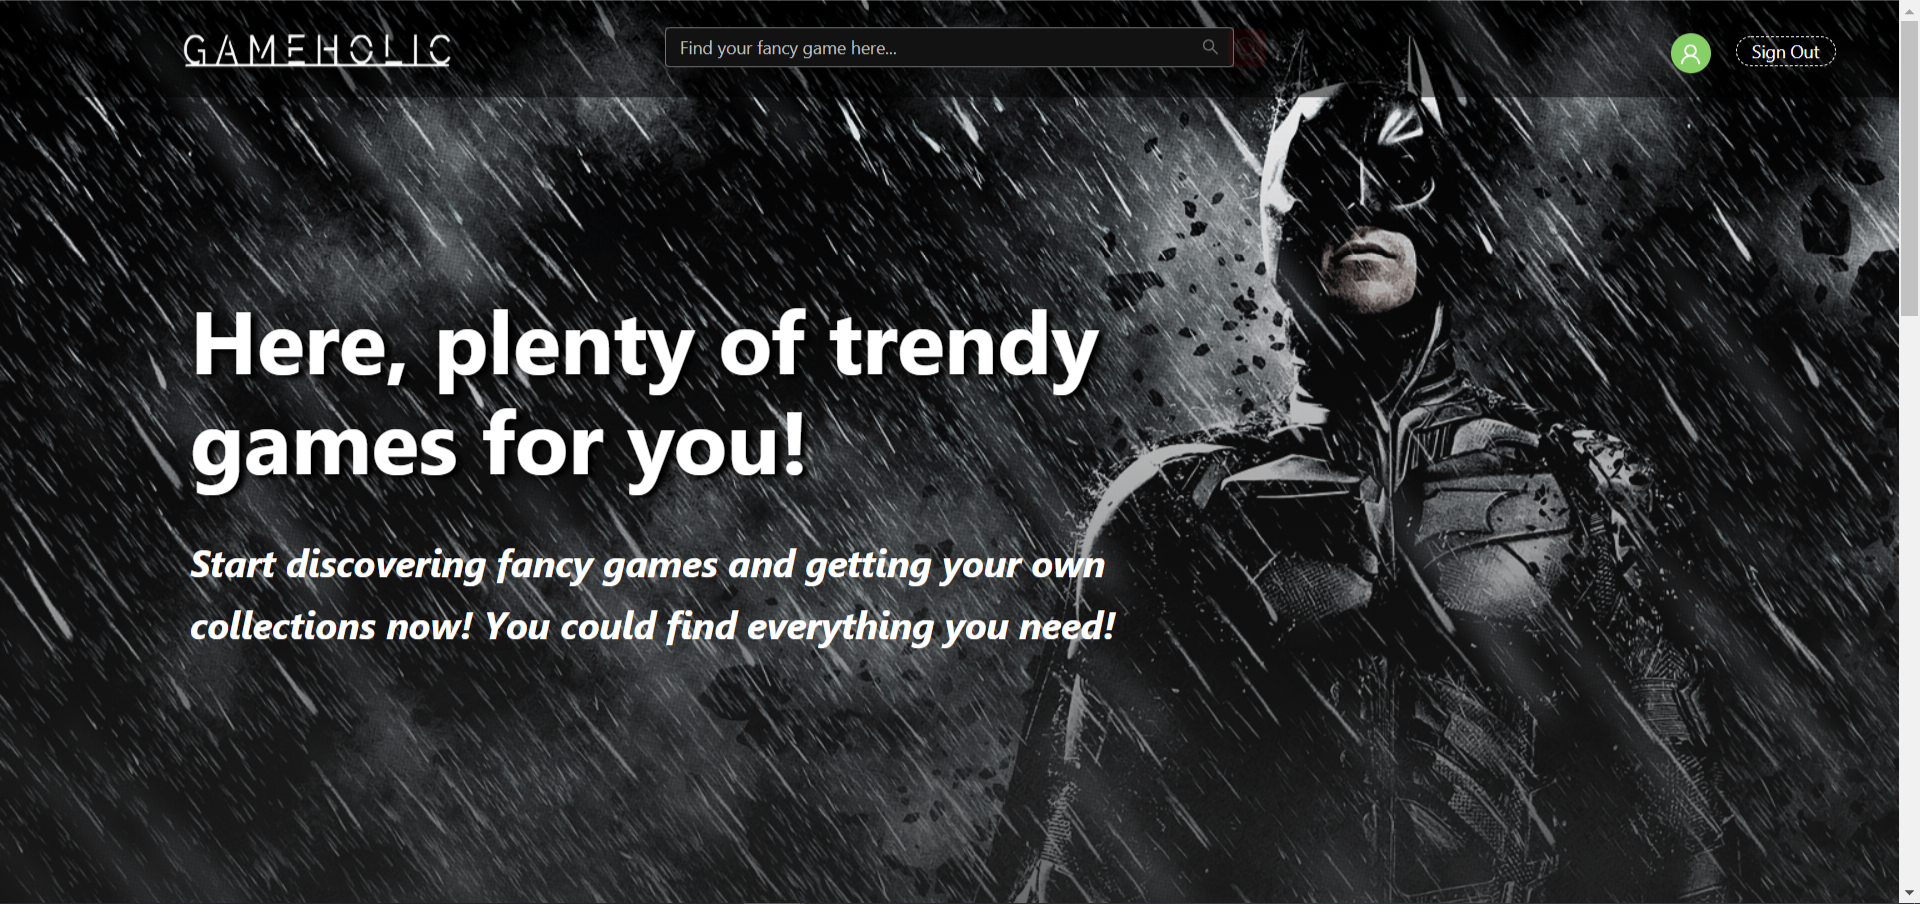 GAMEHOLIC
Find your fancy game here...
Sign Out
Here, plenty of trendy
games for you!
Start discovering fancy games and getting your own
collections now! You could find everything you need!